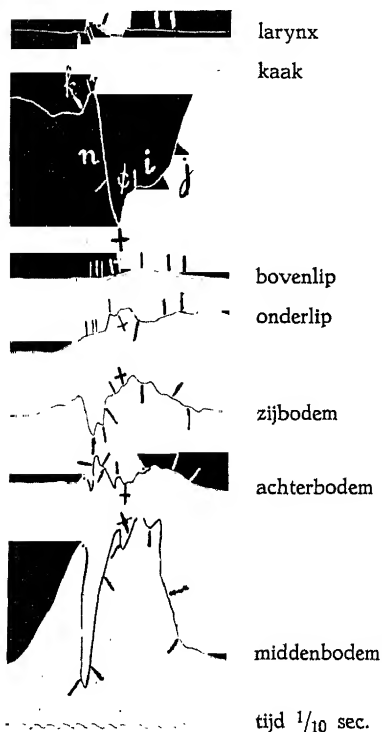 larynx
kaak
k
n ¢ i j
bovenlip
onderlip
zijbodem
achterbodem
middenbodem
tijd 1/10 sec.